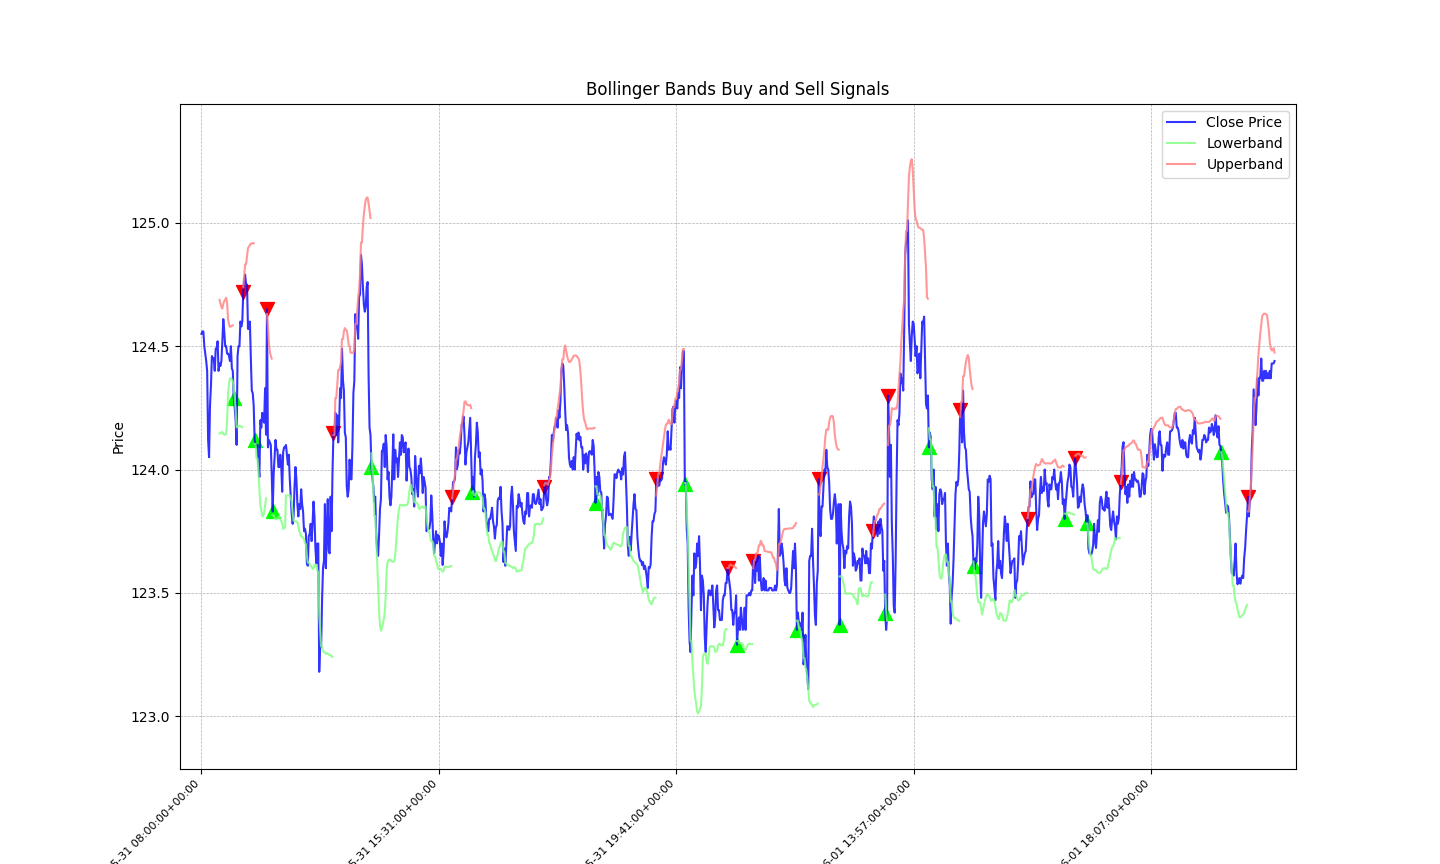 Bollinger Bands Buy and Sell Signals
Close Price
Lowerband
Upperband
Price
125.0
124.5
124.0
123.5
123.0
5-31 08:00:00+00:00
5-31 15:31:00+00:00
5-31 19:41:00+00:00
6-01 13:57:00+00:00
6-01 18:07:00+00:00